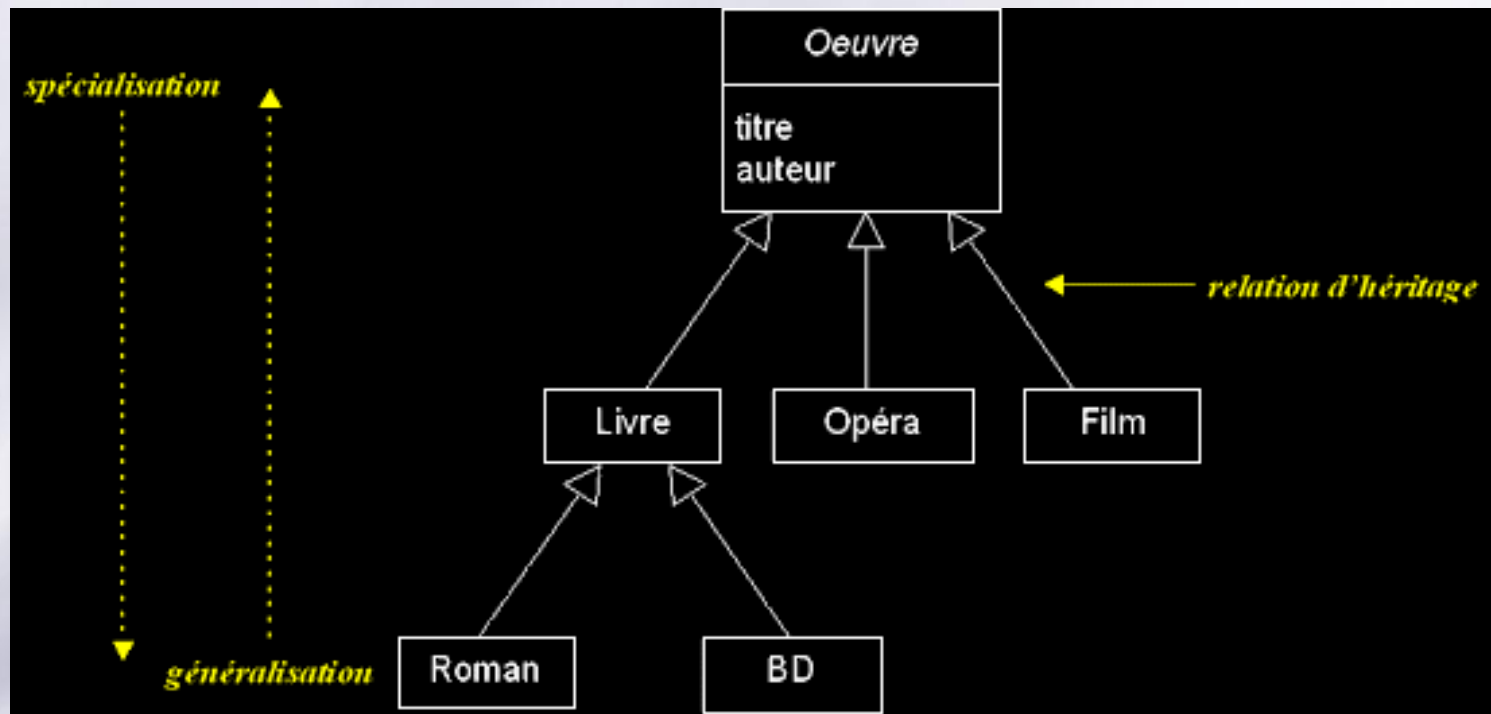 Oeuvre
spécialisation
titre
auteur
relation d'héritage
Livre
Opéra
Film
généralisation
Roman
BD